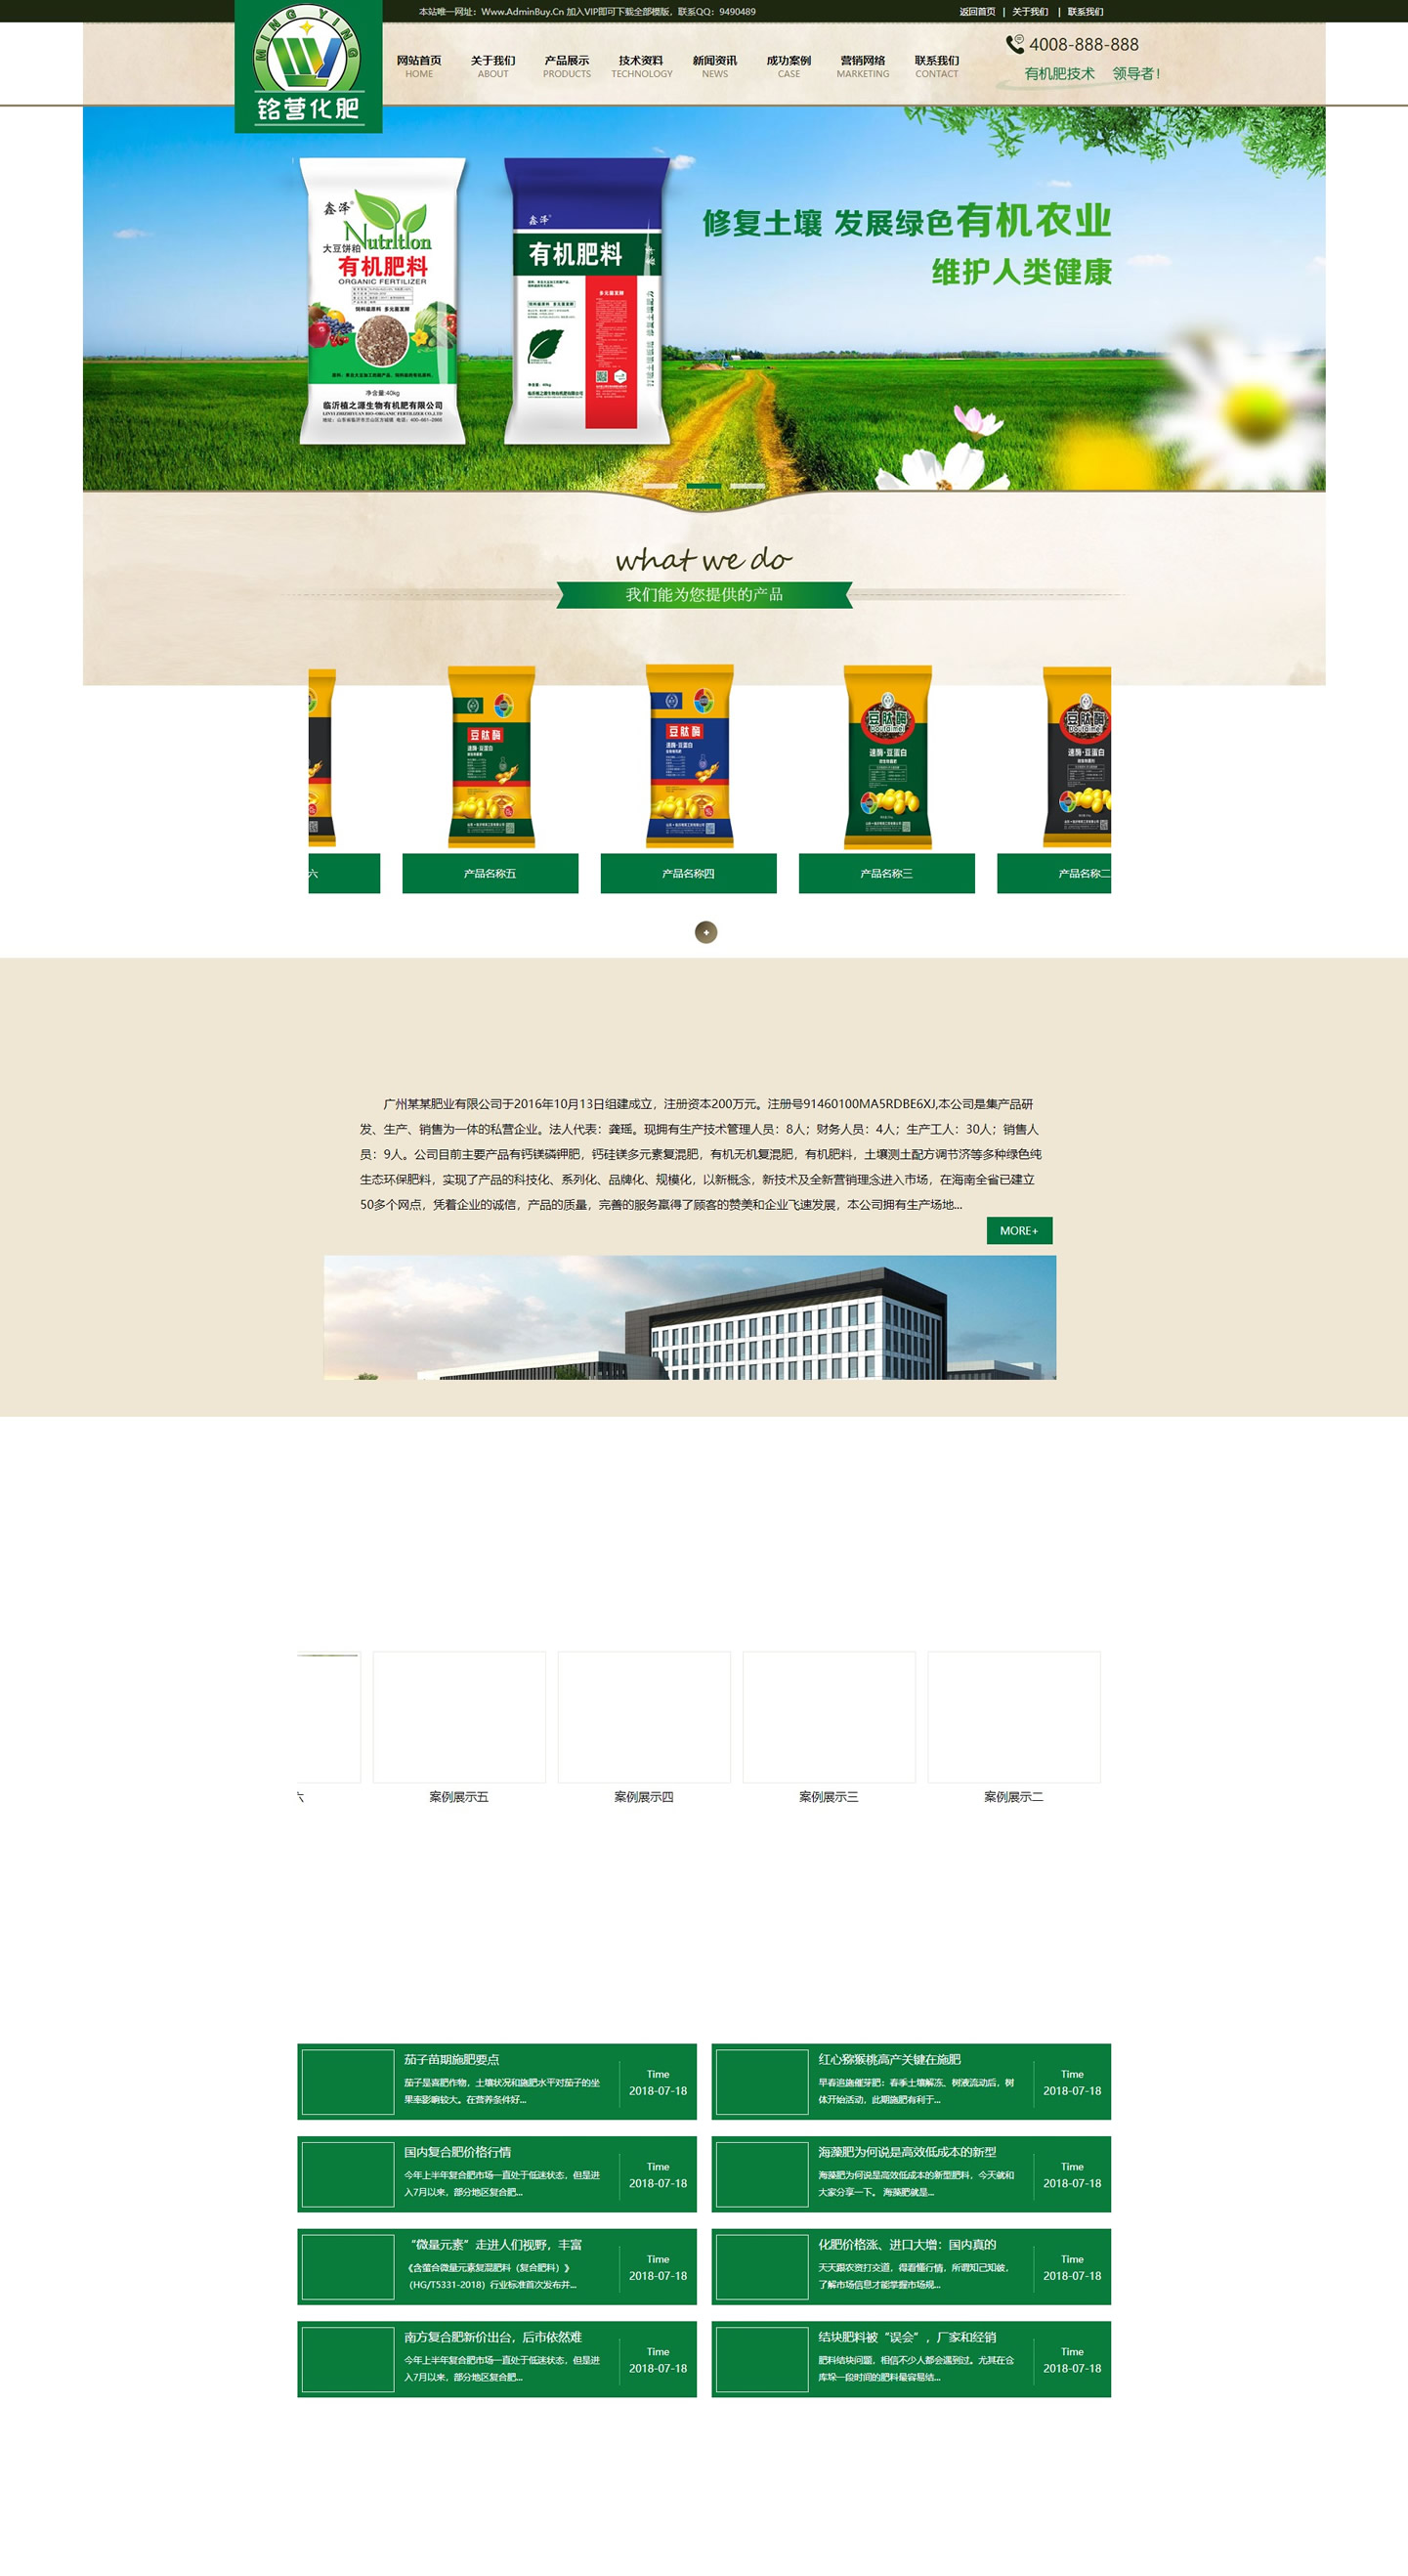 本站唯一网址：Www.AdminBuy.Cn 加入VIP即可下载全部模版，联系QQ：9490489
返回首页 | 关于我们 | 联系我们
MING YING
铭营化肥
网站首页 关于我们 产品展示 技术资料 新闻资讯 成功案例 营销网络 联系我们
HOME ABOUT PRODUCTS TECHNOLOGY NEWS CASE MARKETING CONTACT
4008-888-888
有机肥技术 领导者！
修复土壤 发展绿色有机农业
维护人类健康
鑫泽
Nutrition
大豆饼粕
有机肥料
ORGANIC FERTILIZER
净含量:40kg
临沂植之源生物有机肥有限公司
鑫泽
有机肥料
what we do
我们能为您提供的产品
豆肽酶
速酶·豆蛋白
豆肽酶
速酶·豆蛋白
豆肽酶
速酶·豆蛋白
豆肽酶
速酶·豆蛋白
六 产品名称五 产品名称四 产品名称三 产品名称二
广州某某肥业有限公司于2016年10月13日组建成立，注册资本200万元。注册号91460100MA5RDBE6XJ,本公司是集产品研
发、生产、销售为一体的私营企业。法人代表：龚瑶。现拥有生产技术管理人员：8人；财务人员：4人；生产工人：30人；销售人
员：9人。公司目前主要产品有钙镁磷钾肥，钙硅镁多元素复混肥，有机无机复混肥，有机肥料，土壤测土配方调节济等多种绿色纯
生态环保肥料，实现了产品的科技化、系列化、品牌化、规模化，以新概念，新技术及全新营销理念进入市场，在海南全省已建立
50多个网点，凭着企业的诚信，产品的质量，完善的服务赢得了顾客的赞美和企业飞速发展，本公司拥有生产场地...
MORE+
案例展示五 案例展示四 案例展示三 案例展示二
茄子苗期施肥要点
茄子是喜肥作物，土壤状况和施肥水平对茄子的坐
果率影响较大。在营养条件好...
Time
2018-07-18
红心猕猴桃高产关键在施肥
早春追施催芽肥：春季土壤解冻、树液流动后，树
体开始活动，此期施肥有利于...
Time
2018-07-18
国内复合肥价格行情
今年上半年复合肥市场一直处于低迷状态，但是进
入7月以来，部分地区复合肥...
Time
2018-07-18
海藻肥为何说是高效低成本的新型
海藻肥为何说是高效低成本的新型肥料，今天就和
大家分享一下。 海藻肥就是...
Time
2018-07-18
“微量元素”走进人们视野，丰富
《含螯合微量元素复混肥料（复合肥料）》
（HG/T5331-2018）行业标准首次发布并...
Time
2018-07-18
化肥价格涨、进口大增：国内真的
天天跟农资打交道，得看懂行情，所谓知己知彼，
了解市场信息才能掌握市场规...
Time
2018-07-18
南方复合肥新价出台，后市依然难
今年上半年复合肥市场一直处于低迷状态，但是进
入7月以来，部分地区复合肥...
Time
2018-07-18
结块肥料被“误会”，厂家和经销
肥料结块问题，相信不少人都会遇到过。尤其在仓
库垛一段时间的肥料最容易结...
Time
2018-07-18